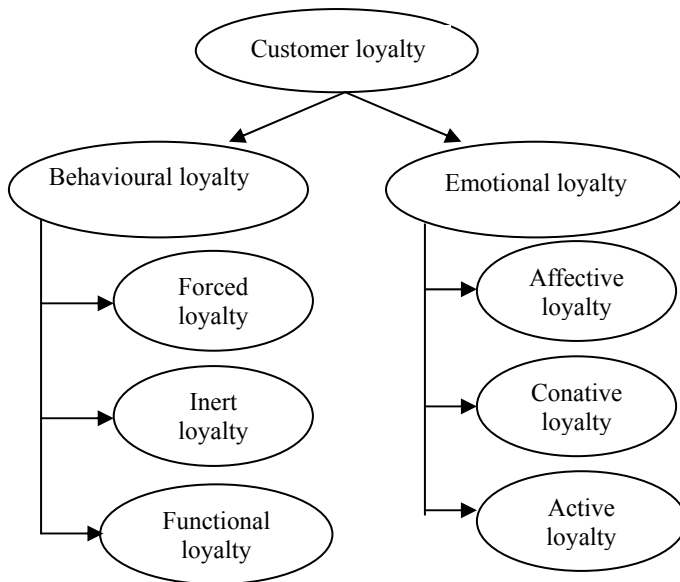 Customer loyalty
Behavioural loyalty
Emotional loyalty
Forced
loyalty
Inert
loyalty
Functional
loyalty
Affective
loyalty
Conative
loyalty
Active
loyalty